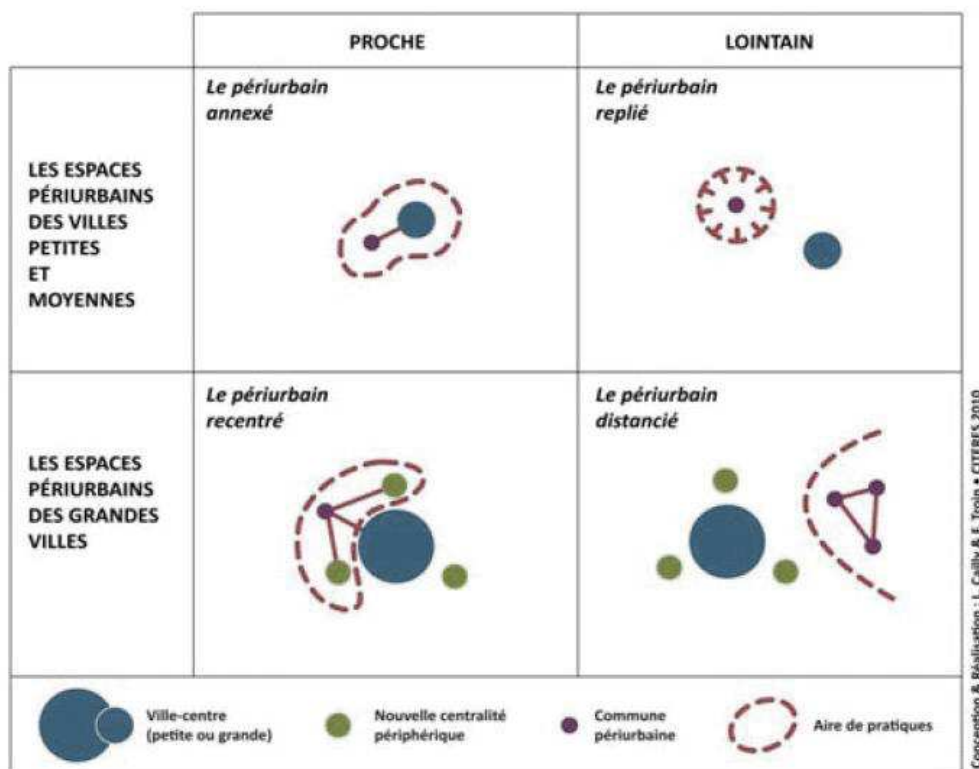 PROCHE
LOINTAIN
LES ESPACES
PÉRIURBAINS
DES VILLES
PETITES
ET
MOYENNES
Le périurbain
annexé
Le périurbain
replié
LES ESPACES
PÉRIURBAINS
DES GRANDES
VILLES
Le périurbain
recentré
Le périurbain
distancié
Ville-centre
(petite ou grande)
Nouvelle centralité
périphérique
Commune
périurbaine
Aire de pratiques
Conception & Réalisation : L. Cailly & F. Troin • CITERES 2010